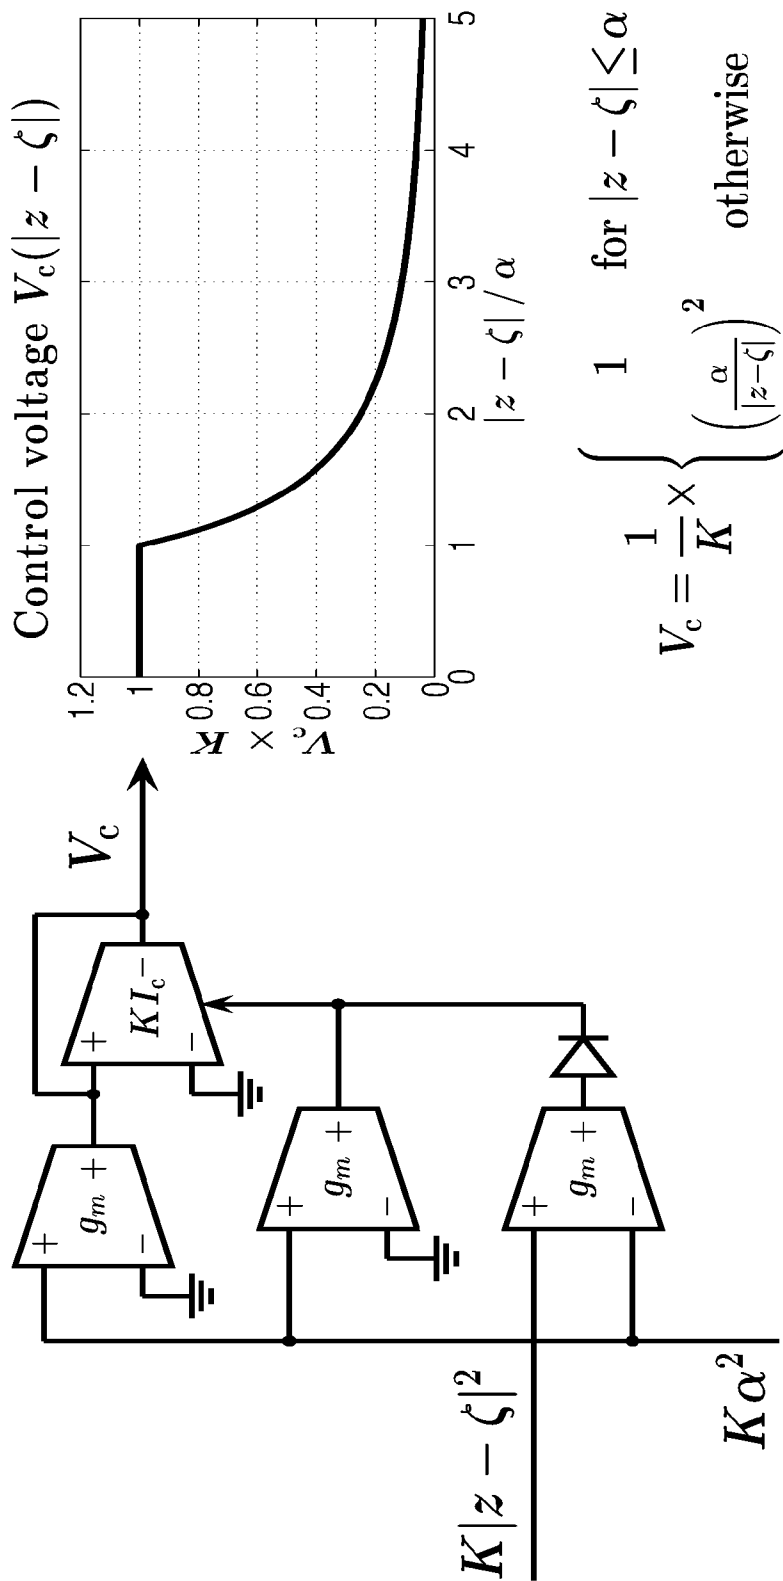 Control voltage V_c(|z − ζ|)
V_c × K
1.2
1
0.8
0.6
0.4
0.2
0
0 1 2 3 4 5
|z − ζ| / α
V_c = 1/K × { 1 for |z − ζ| ≤ α
(α/|z−ζ|)^2 otherwise
V_c
+
−
g_m +
+
−
KI_c −
+
−
g_m +
+
−
g_m +
K|z − ζ|^2
Kα^2